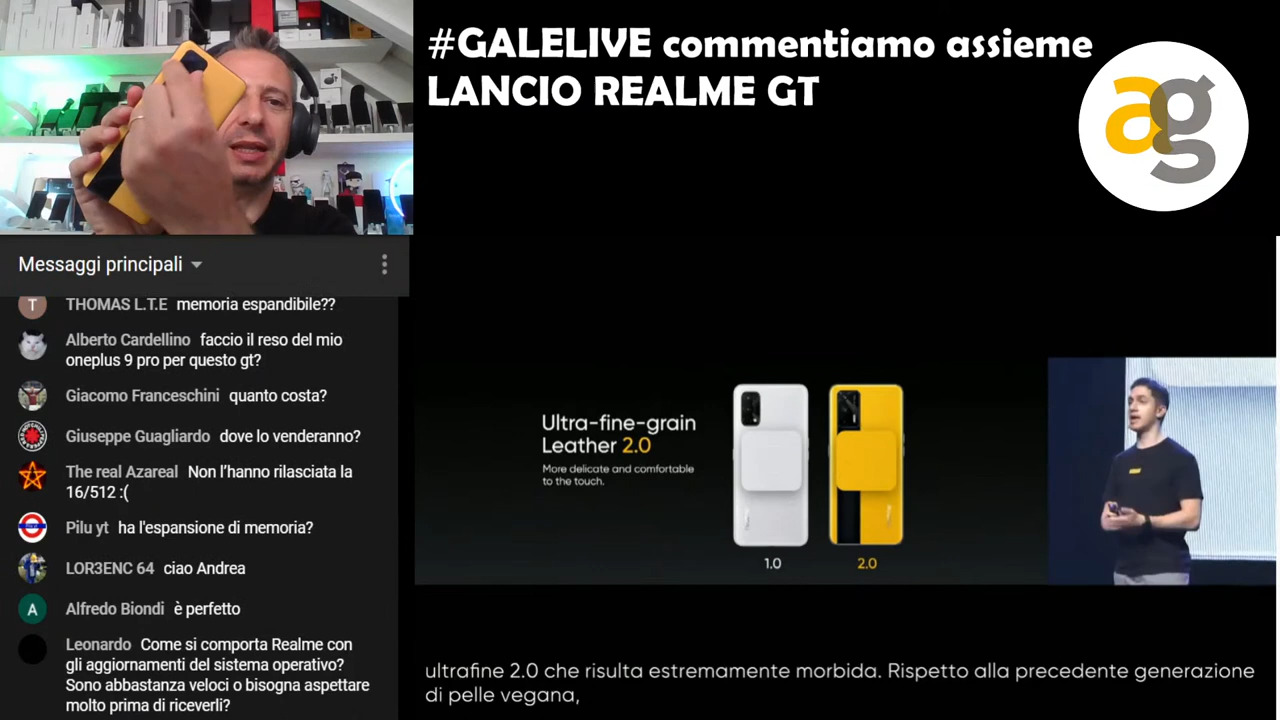 #GALELIVE commentiamo assieme
LANCIO REALME GT
ag
Messaggi principali
T THOMAS L.T.E memoria espandibile??
Alberto Cardellino faccio il reso del mio
oneplus 9 pro per questo gt?
Giacomo Franceschini quanto costa?
Giuseppe Guagliardo dove lo venderanno?
The real Azareal Non l'hanno rilasciata la
16/512 :(
Pilu yt ha l'espansione di memoria?
LOR3ENC 64 ciao Andrea
A Alfredo Biondi è perfetto
Leonardo Come si comporta Realme con
gli aggiornamenti del sistema operativo?
Sono abbastanza veloci o bisogna aspettare
molto prima di riceverli?
Ultra-fine-grain
Leather 2.0
More delicate and comfortable
to the touch.
1.0
2.0
ultrafine 2.0 che risulta estremamente morbida. Rispetto alla precedente generazione
di pelle vegana,